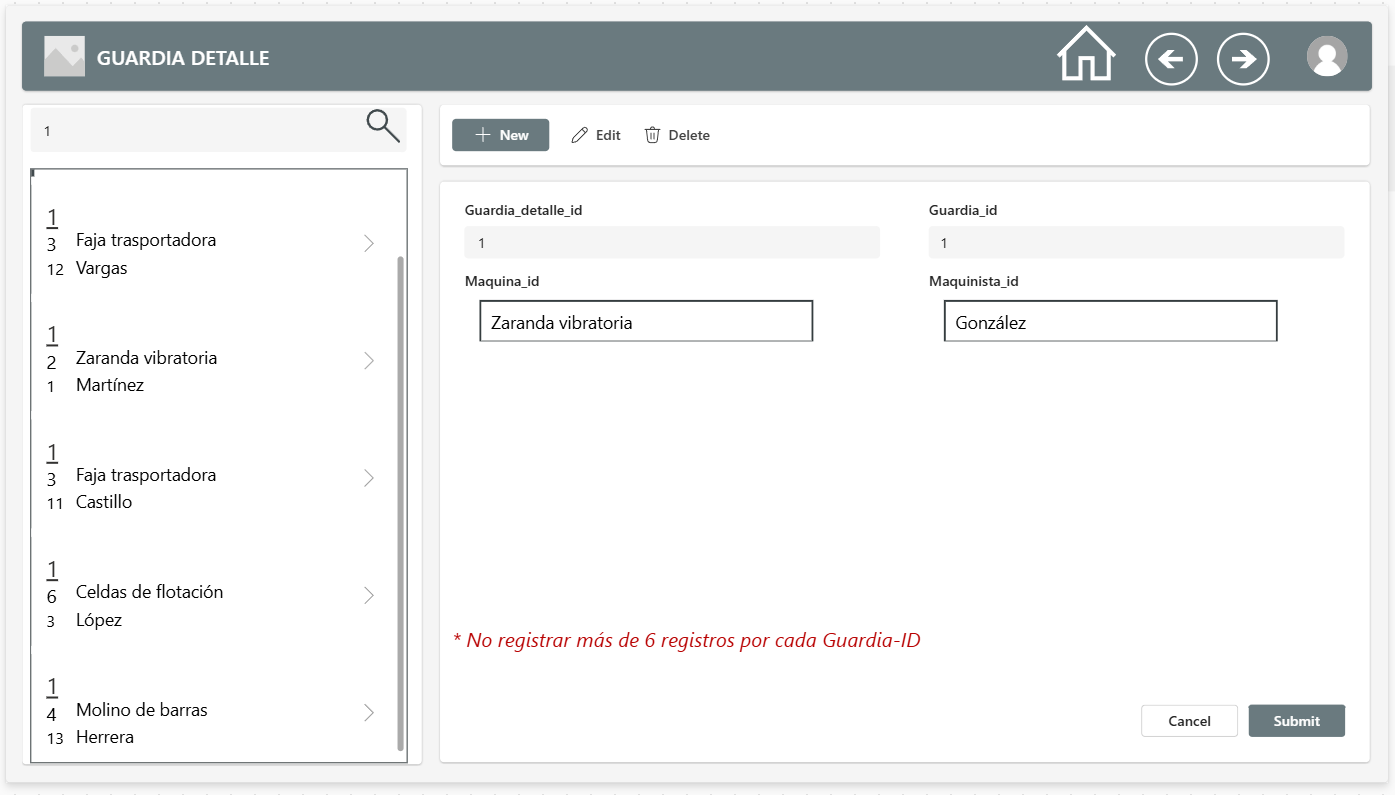 GUARDIA DETALLE
1
1
3 Faja trasportadora
12 Vargas
1
2 Zaranda vibratoria
1 Martínez
1
3 Faja trasportadora
11 Castillo
1
6 Celdas de flotación
3 López
1
4 Molino de barras
13 Herrera
New Edit Delete
Guardia_detalle_id Guardia_id
1 1
Maquina_id Maquinista_id
Zaranda vibratoria González
* No registrar más de 6 registros por cada Guardia-ID
Cancel Submit